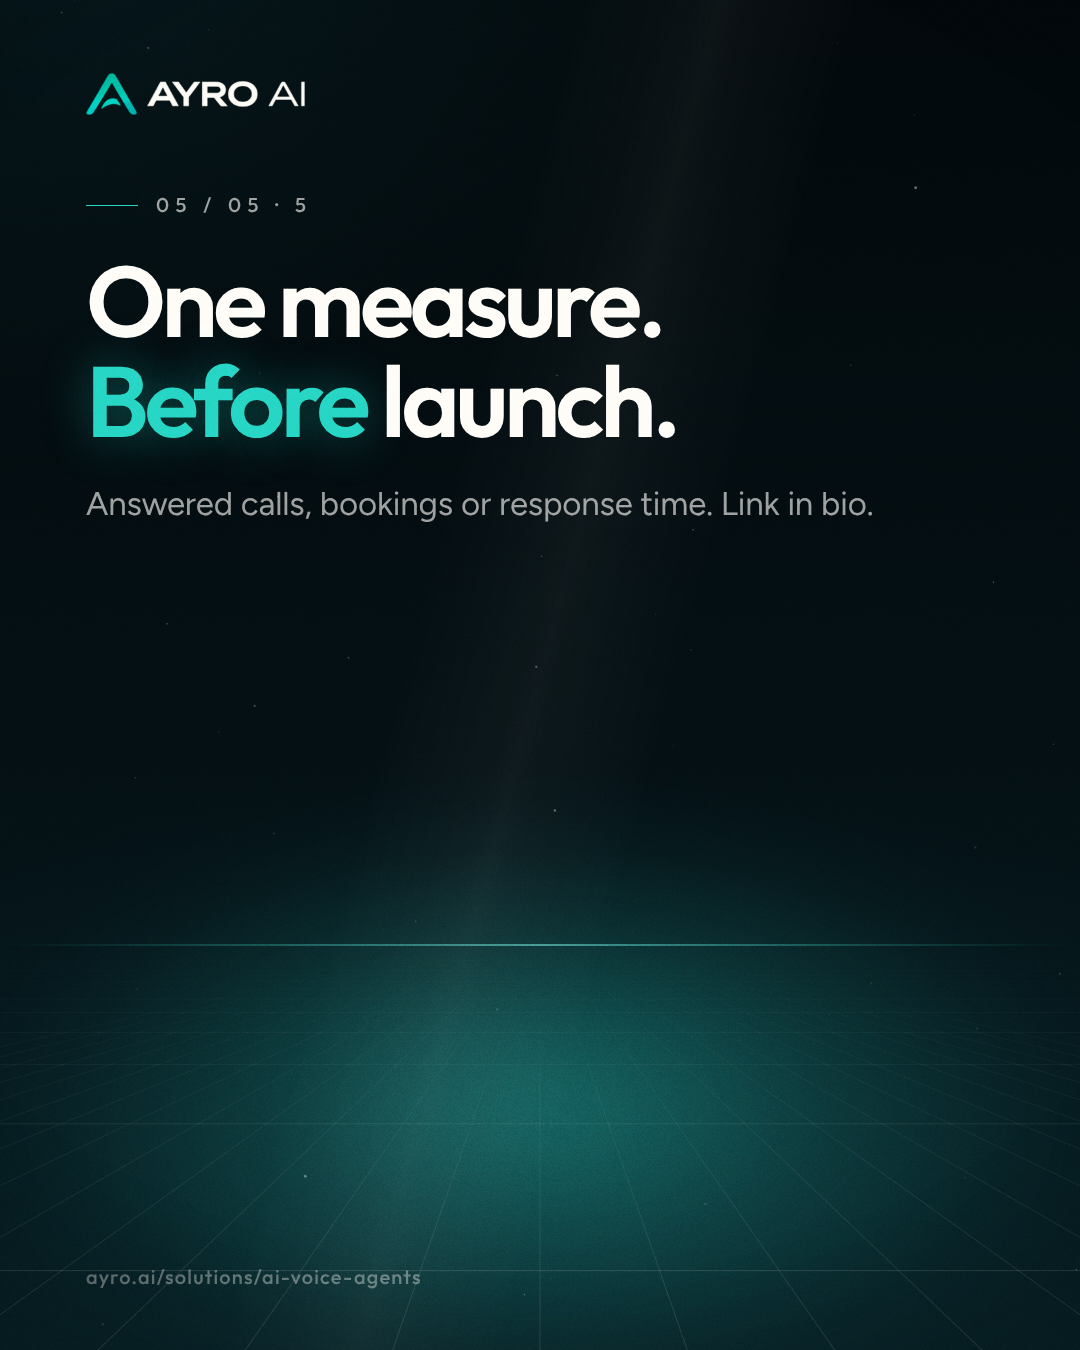 AYRO AI
05 / 05 · 5
One measure.
Before launch.
Answered calls, bookings or response time. Link in bio.
ayro.ai/solutions/ai-voice-agents